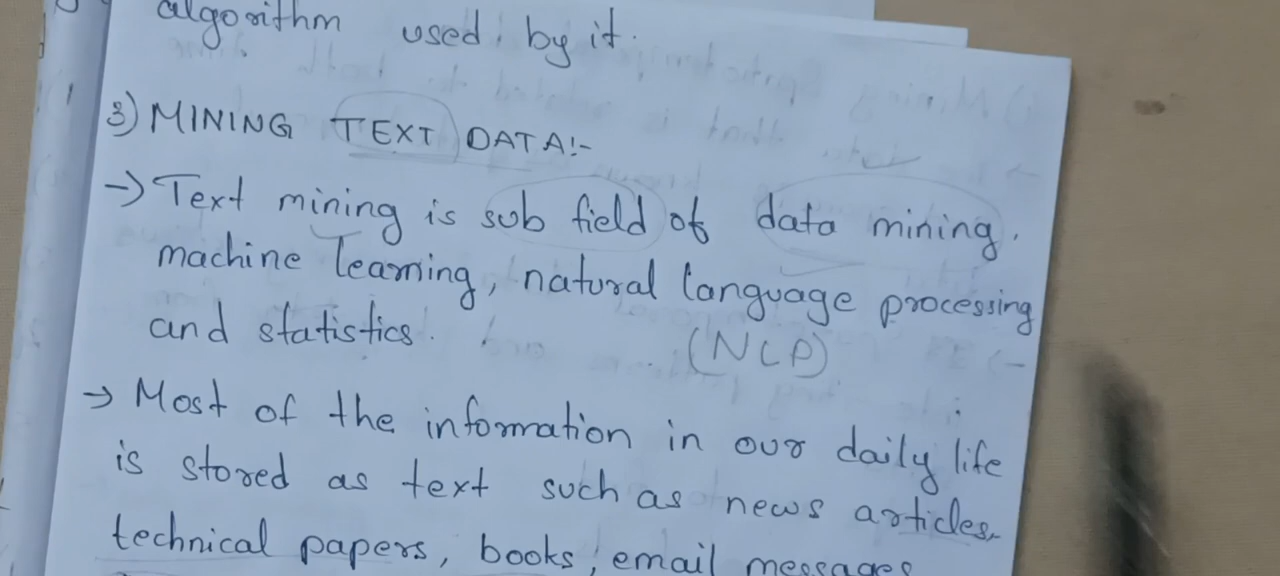 algorithm used by it.
3) MINING TEXT DATA:-
→ Text mining is sub field of data mining.
machine learning, natural language processing
and statistics. (NLP)
→ Most of the information in our daily life
is stored as text such as news articles,
technical papers, books, email messages